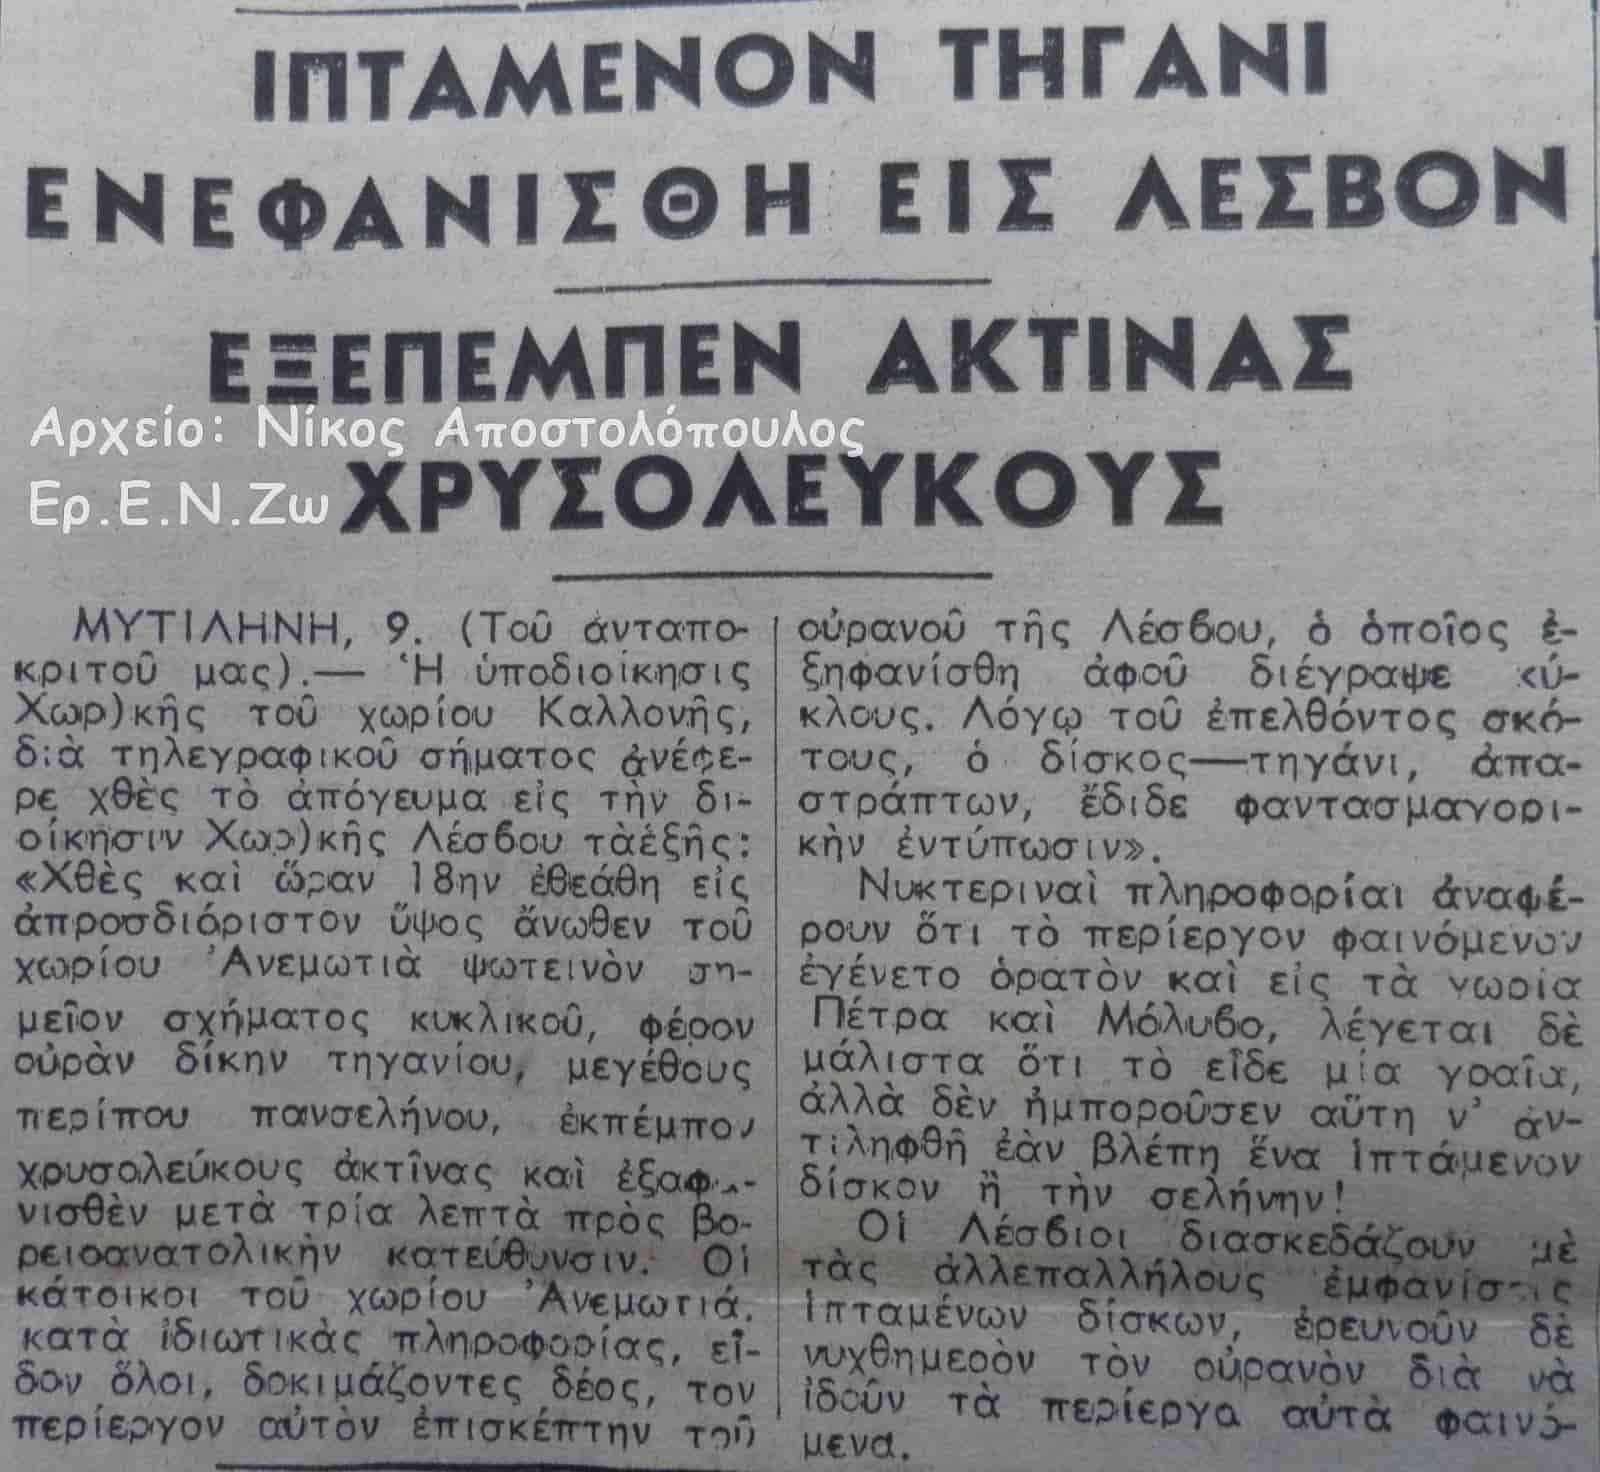 ΙΠΤΑΜΕΝΟΝ ΤΗΓΑΝΙ
ΕΝΕΦΑΝΙΣΘΗ ΕΙΣ ΛΕΣΒΟΝ
ΕΞΕΠΕΜΠΕΝ ΑΚΤΙΝΑΣ
Αρχείο: Νίκος Αποστολόπουλος
Ερ.Ε.Ν.Ζω
ΧΡΥΣΟΛΕΥΚΟΥΣ
ΜΥΤΙΛΗΝΗ, 9. (Τοῦ ἀνταπο-
κριτοῦ μας).— Ἡ ὑποδιοίκησις
Χωρ)κῆς τοῦ χωρίου Καλλονῆς,
διὰ τηλεγραφικοῦ σήματος ἀνέφε-
ρε χθὲς τὸ ἀπόγευμα εἰς τὴν δι-
οίκησιν Χωρ)κῆς Λέσβου τὰἑξῆς:
«Χθὲς καὶ ὥραν 18ην ἐθεάθη εἰς
ἀπροσδιόριστον ὕψος ἄνωθεν τοῦ
χωρίου Ἀνεμωτιὰ ψωτεινὸν ση-
μεῖον σχήματος κυκλικοῦ, φέρον
οὐρὰν δίκην τηγανίου, μεγέθους
περίπου πανσελήνου, ἐκπέμπον
χρυσολεύκους ἀκτῖνας καὶ ἐξαφα-
νισθὲν μετὰ τρία λεπτὰ πρὸς βο-
ρειοανατολικὴν κατεύθυνσιν. Οἱ
κάτοικοι τοῦ χωρίου Ἀνεμωτιά,
κατὰ ἰδιωτικὰς πληροφορίας, εἶ-
δον ὅλοι, δοκιμάζοντες δέος, τον
περίεργον αὐτὸν ἐπισκέπτην τοῦ
οὐρανοῦ τῆς Λέσβου, ὁ ὁποῖος ἐ-
ξηφανίσθη ἀφοῦ διέγραψε κύ-
κλους. Λόγῳ τοῦ ἐπελθόντος σκό-
τους, ὁ δίσκος—τηγάνι, ἀπα-
στράπτων, ἔδιδε φαντασμαγορι-
κὴν ἐντύπωσιν».
Νυκτεριναὶ πληροφορίαι ἀναφέ-
ρουν ὅτι τὸ περίεργον φαινόμενον
ἐγένετο ὁρατὸν καὶ εἰς τὰ χωρία
Πέτρα καὶ Μόλυβο, λέγεται δὲ
μάλιστα ὅτι τὸ εἶδε μία γραῖα,
ἀλλὰ δὲν ἠμποροῦσεν αὕτη ν' ἀν-
τιληφθῆ ἐὰν βλέπη ἕνα ἱπτάμενον
δίσκον ἢ τὴν σελήνην!
Οἱ Λέσβιοι διασκεδάζουν μὲ
τὰς ἀλλεπαλλήλους ἐμφανίσεις
ἱπταμένων δίσκων, ἐρευνοῦν δὲ
νυχθημερὸν τὸν οὐρανὸν διὰ νὰ
ἰδοῦν τὰ περίεργα αὐτὰ φαινό-
μενα.